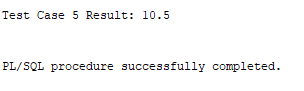 Test Case 5 Result: 10.5
PL/SQL procedure successfully completed.